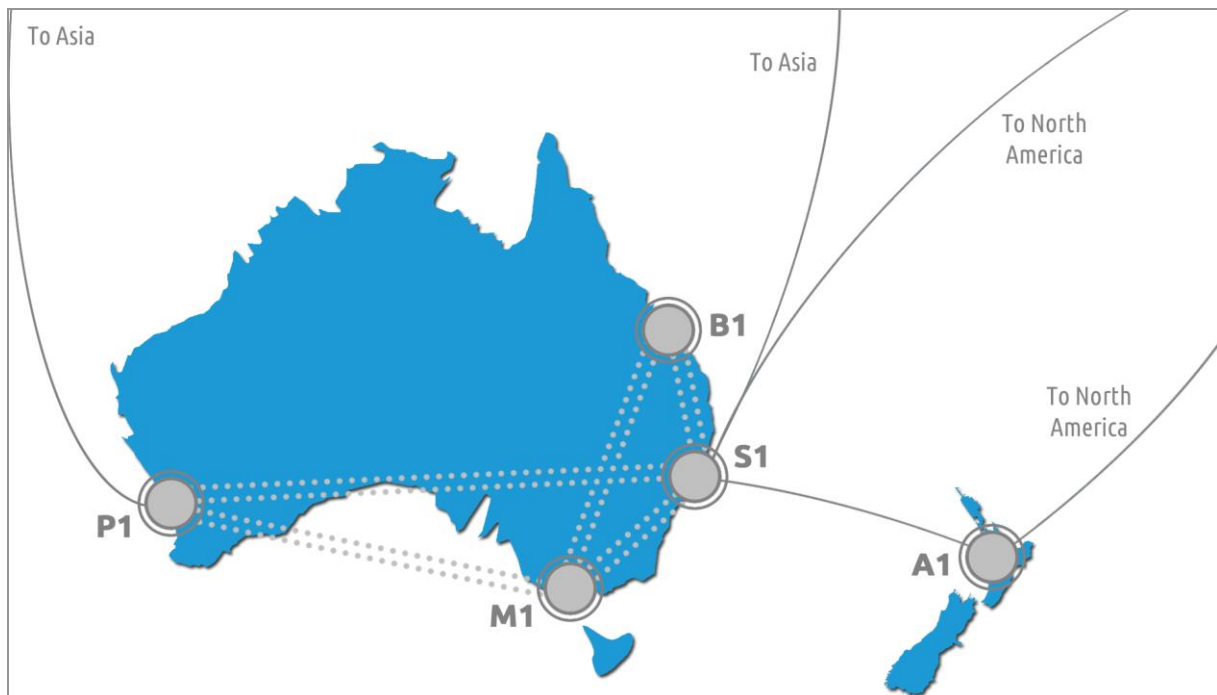 To Asia
To Asia
To North
America
B1
To North
America
S1
P1
A1
M1